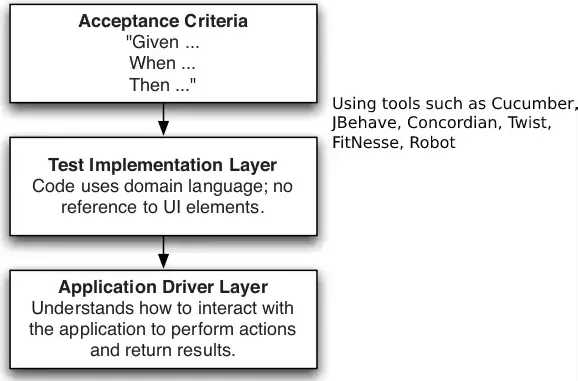 Acceptance Criteria
"Given ...
When ...
Then ..."
Using tools such as Cucumber,
JBehave, Concordian, Twist,
FitNesse, Robot
Test Implementation Layer
Code uses domain language; no
reference to UI elements.
Application Driver Layer
Understands how to interact with
the application to perform actions
and return results.